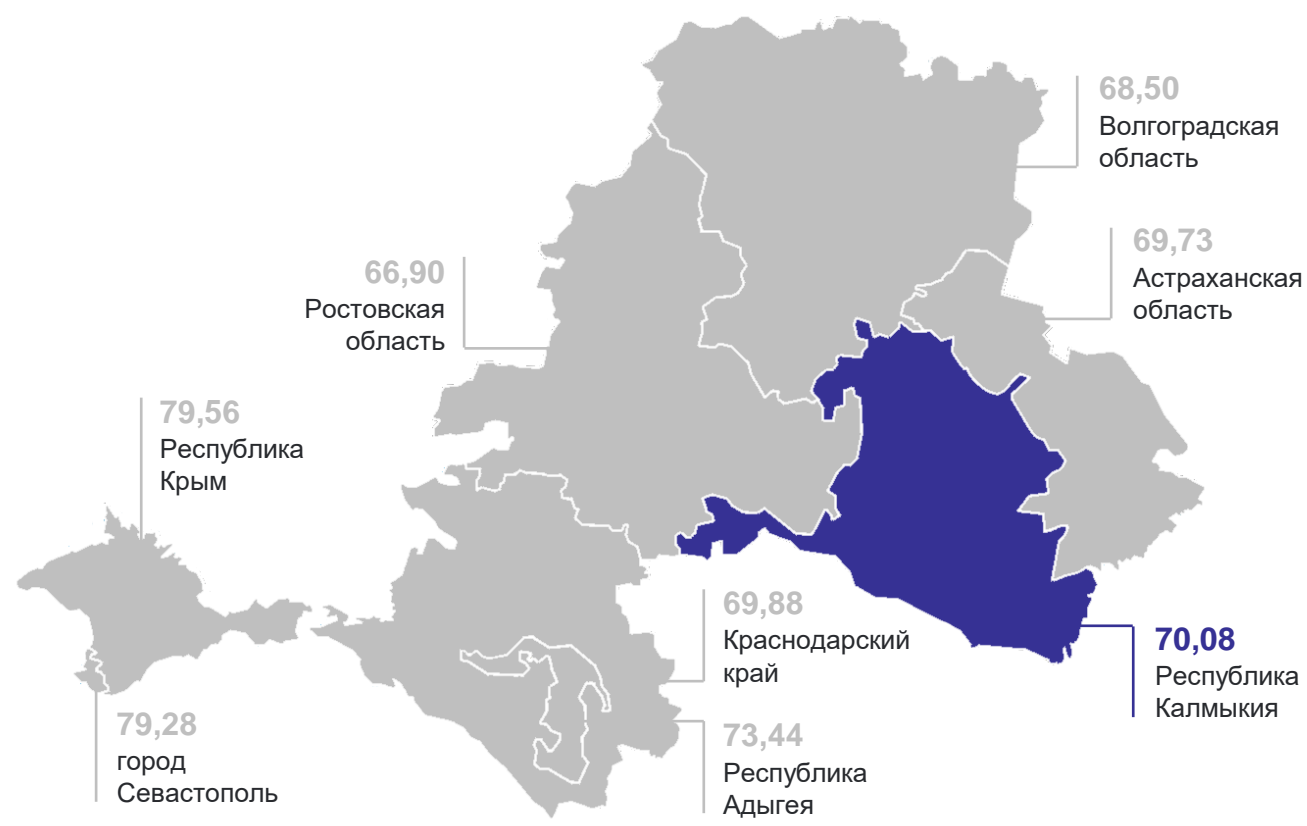 68,50
Волгоградская
область
69,73
Астраханская
область
66,90
Ростовская
область
79,56
Республика
Крым
69,88
Краснодарский
край
70,08
Республика
Калмыкия
79,28
город
Севастополь
73,44
Республика
Адыгея